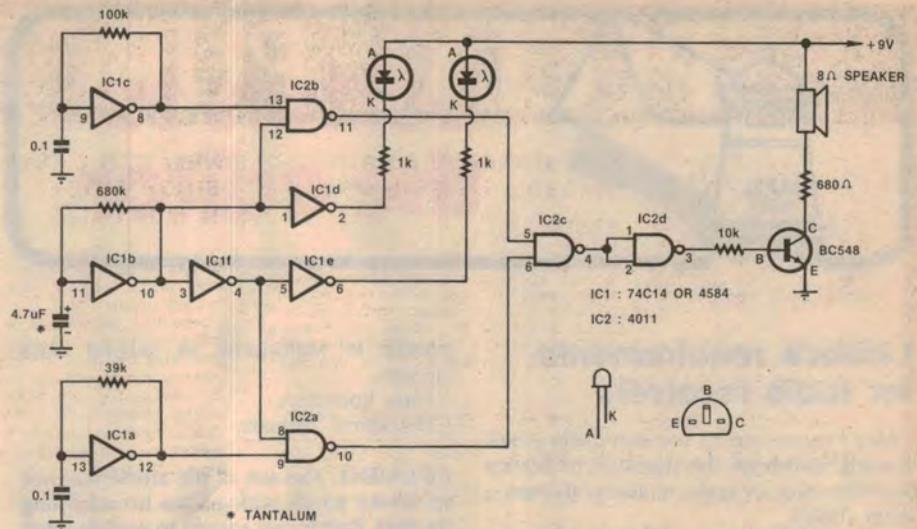 100k
IC1c
9
8
0.1
IC2b
13
12
11
A
λ
K
1k
A
λ
K
1k
+9V
8Ω SPEAKER
680Ω
680k
IC1d
1
2
IC1b
11
10
IC1f
3
4
IC1e
5
6
4.7uF
*
+
-
IC2c
5
6
4
IC2d
1
2
3
10k
B
C
E
BC548
IC1 : 74C14 OR 4584
IC2 : 4011
39k
IC1a
13
12
0.1
IC2a
8
9
10
K
A
B
E
C
* TANTALUM